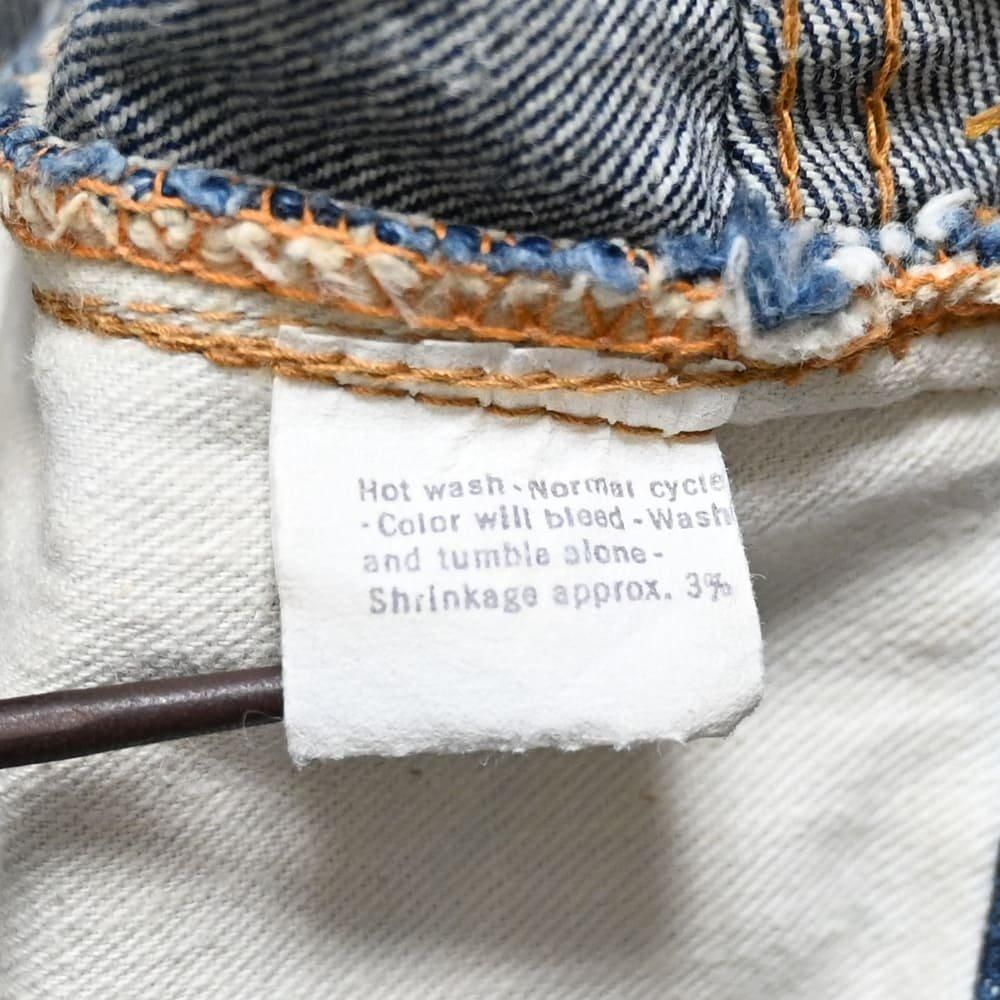 Hot wash - Normal cycle
- Color will bleed - Wash
and tumble alone -
Shrinkage approx. 3%